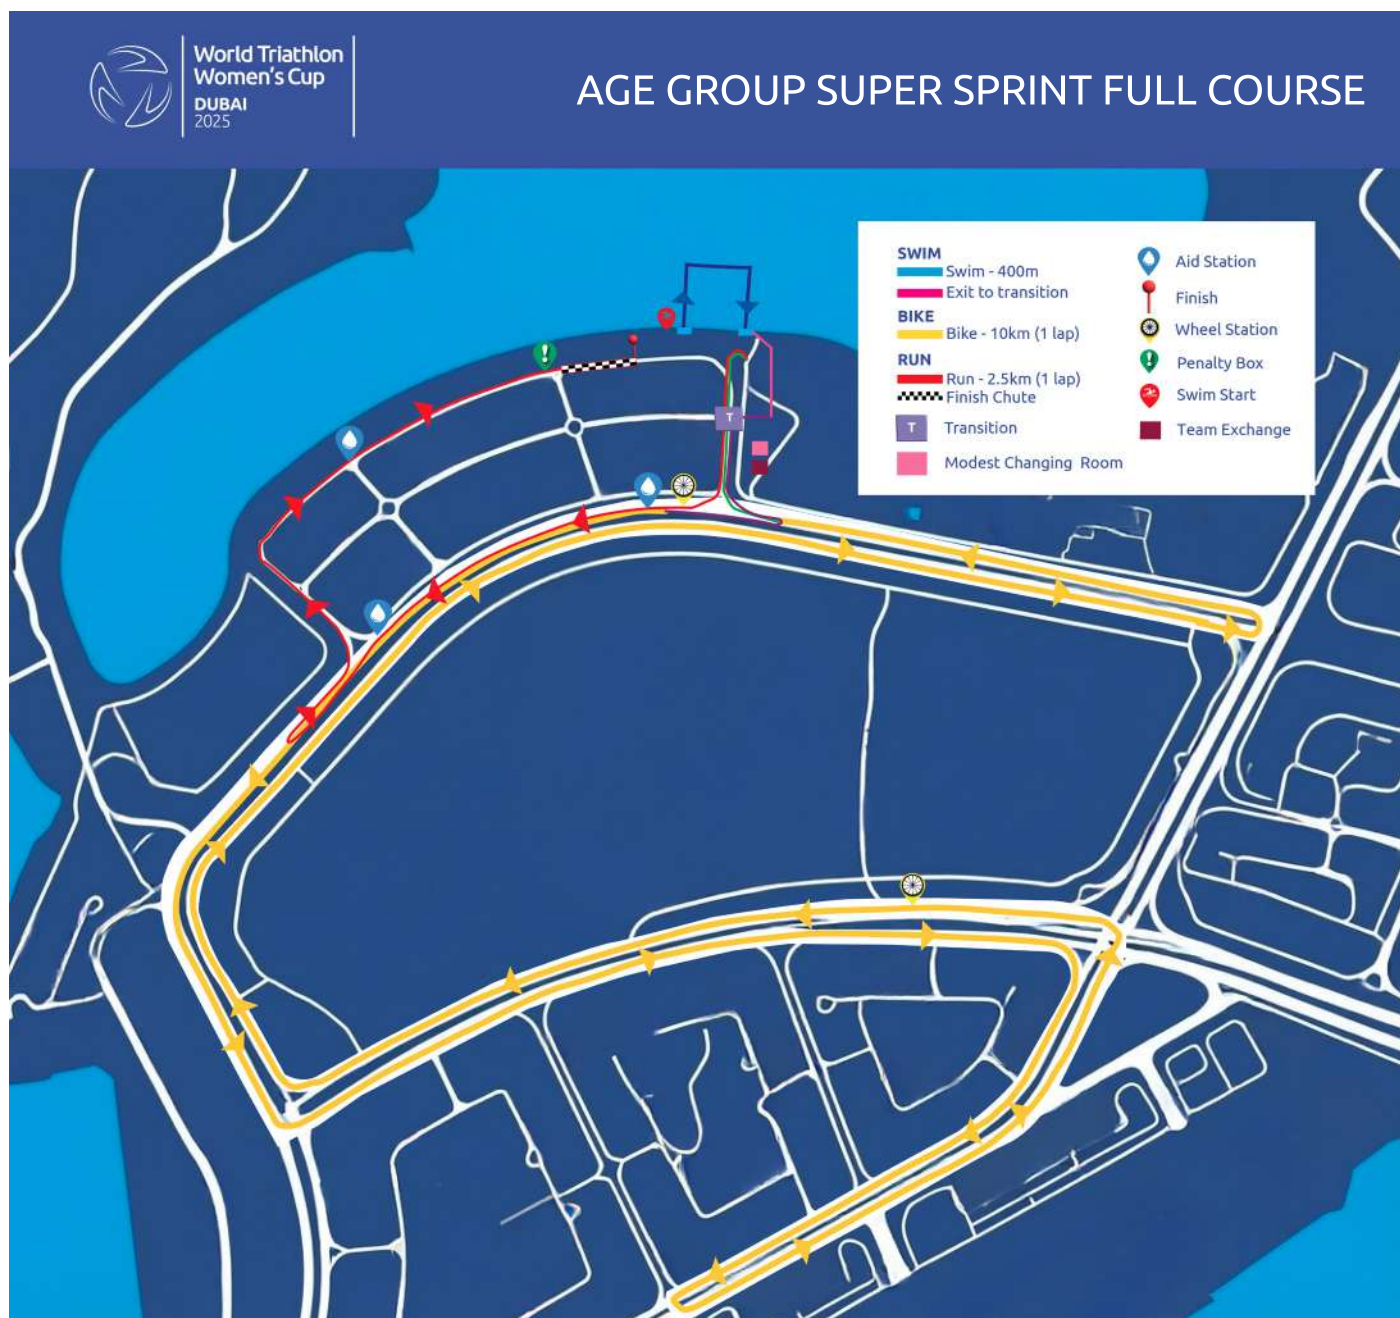 World Triathlon
Women's Cup
DUBAI
2025
AGE GROUP SUPER SPRINT FULL COURSE
SWIM
Swim - 400m
Exit to transition
BIKE
Bike - 10km (1 lap)
RUN
Run - 2.5km (1 lap)
Finish Chute
T
Transition
Modest Changing Room
Aid Station
Finish
Wheel Station
Penalty Box
Swim Start
Team Exchange
T